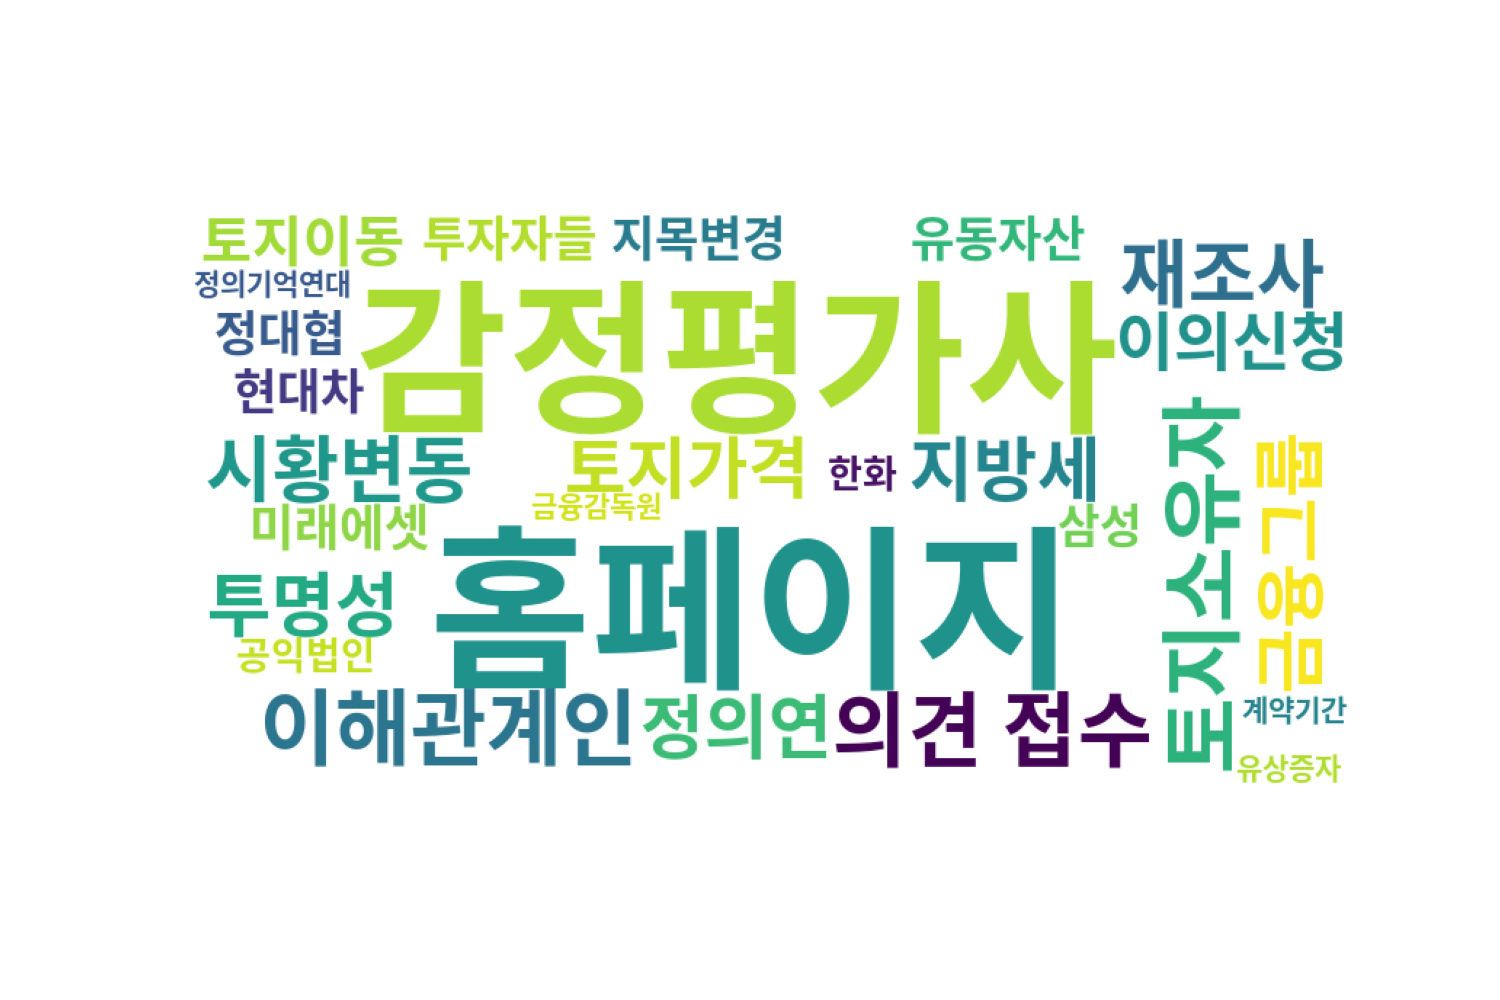 토지이동 투자자들 지목변경 유동자산
재조사
정의기억연대
감정평가사
정대협
이의신청
현대차
시황변동
토지가격
한화
지방세
토지소유자
금융그룹
금융감독원
미래에셋
삼성
홈페이지
투명성
공익법인
이해관계인
정의연
의견 접수
계약기간
유상증자